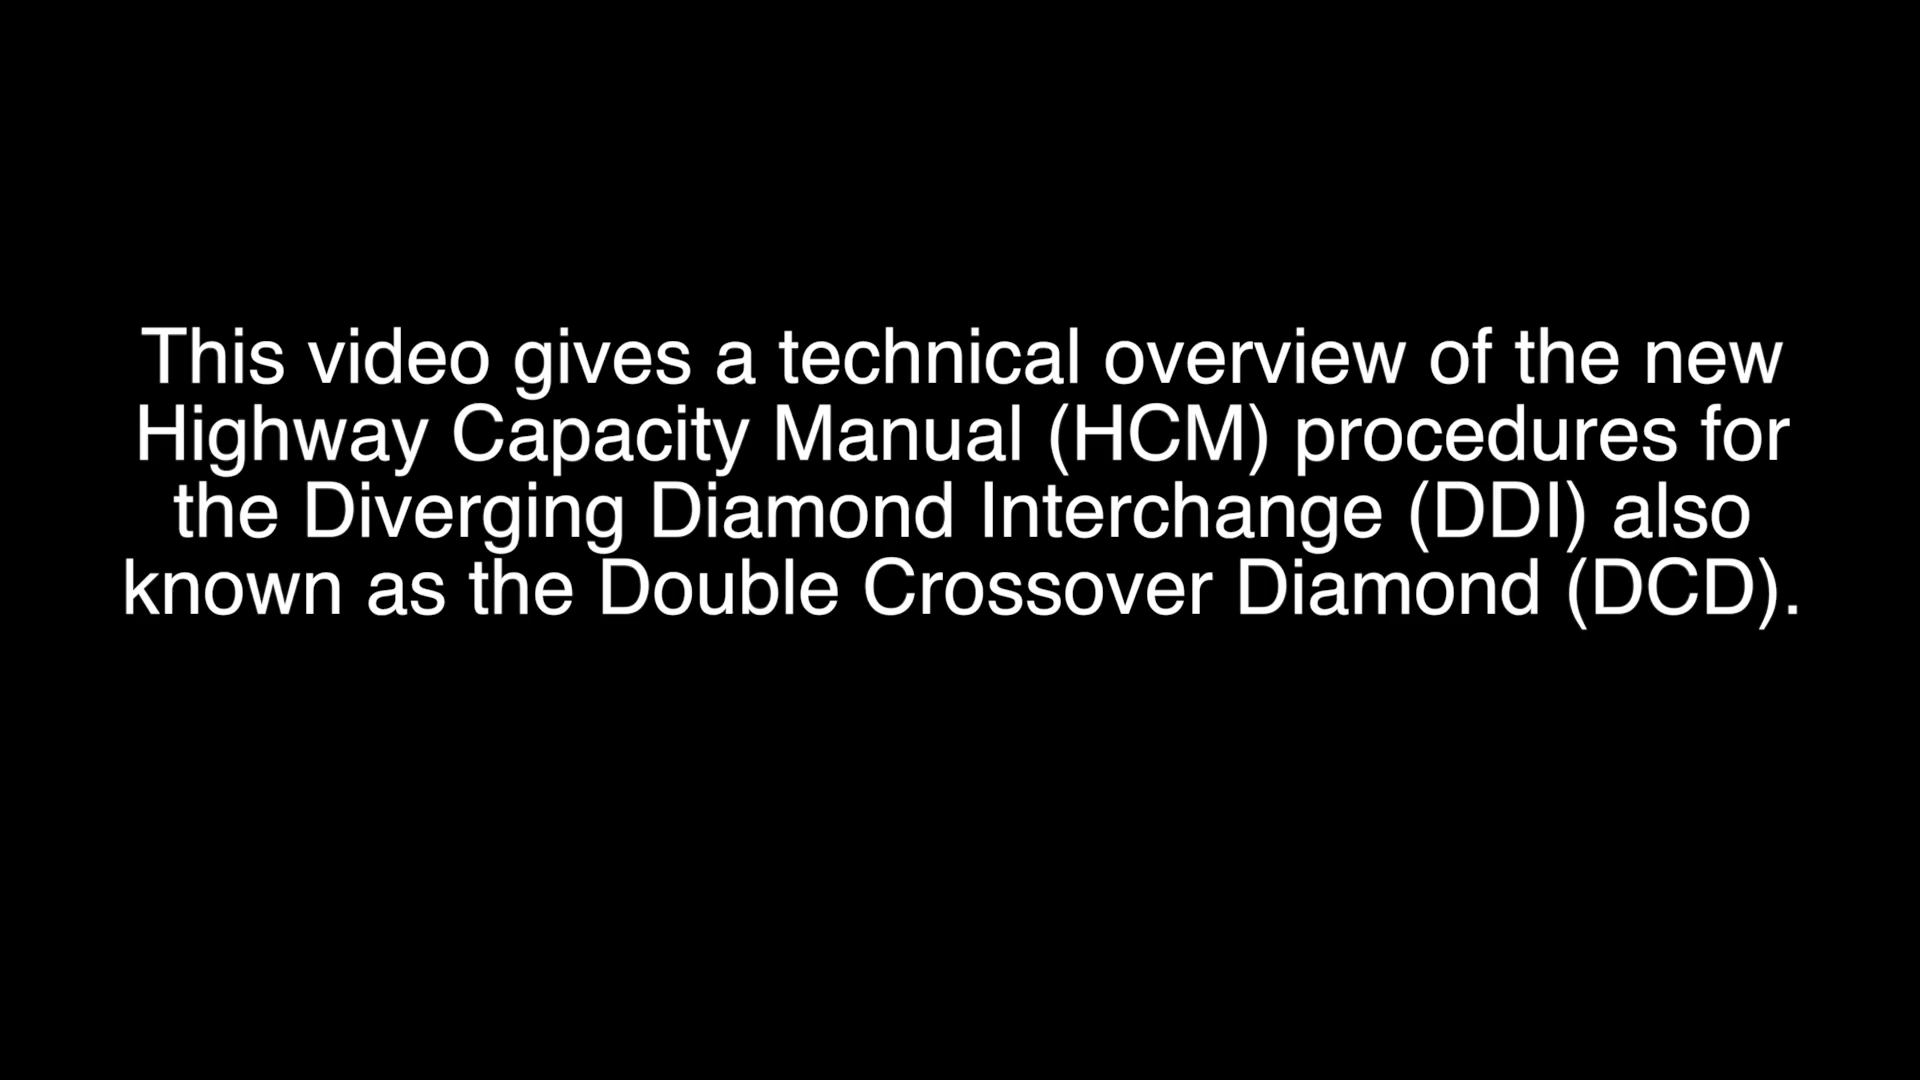 This video gives a technical overview of the new
Highway Capacity Manual (HCM) procedures for
the Diverging Diamond Interchange (DDI) also
known as the Double Crossover Diamond (DCD).